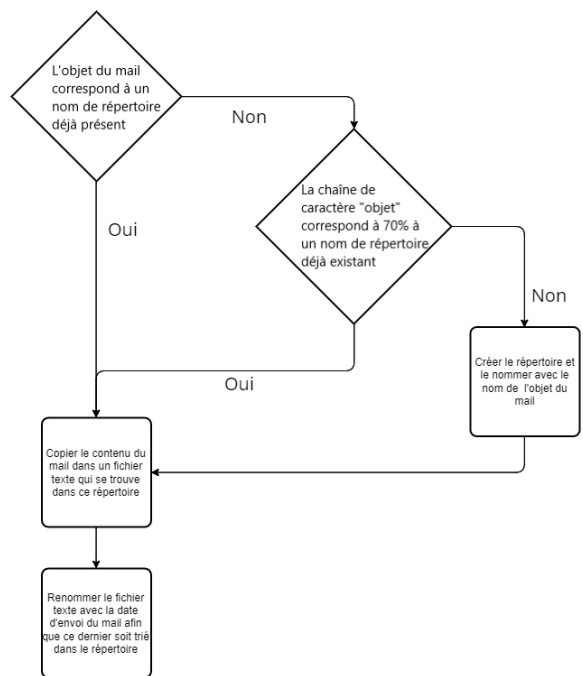 L'objet du mail
correspond à un
nom de répertoire
déjà présent
Non
La chaîne de
caractère "objet"
correspond à 70% à
un nom de répertoire
déjà existant
Oui
Non
Créer le répertoire et
le nommer avec le
nom de l'objet du
mail
Oui
Copier le contenu du
mail dans un fichier
texte qui se trouve
dans ce répertoire
Renommer le fichier
texte avec la date
d'envoi du mail afin
que ce dernier soit triè
dans le répertoire